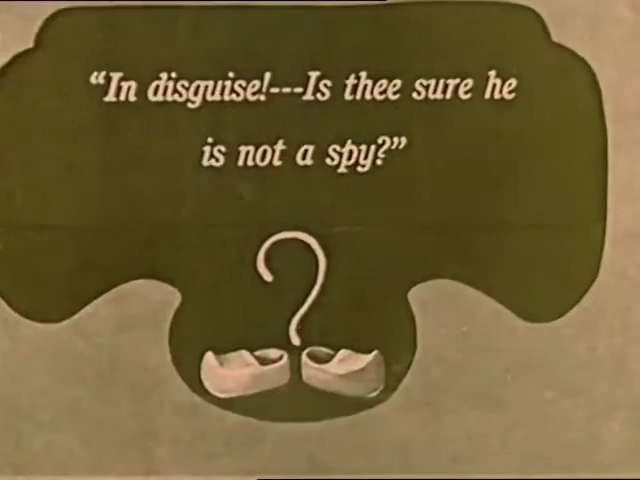 “In disguise!---Is thee sure he
is not a spy?”